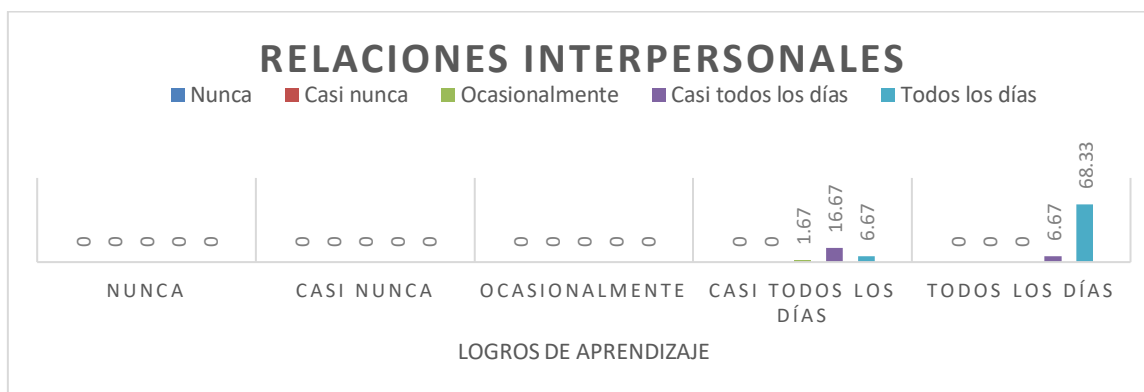 RELACIONES INTERPERSONALES
Nunca Casi nunca Ocasionalmente Casi todos los días Todos los días
0 0 0 0 0 0 0 0 0 0 0 0 0 0 0 0 0 1.67 16.67 6.67 0 0 0 6.67 68.33
NUNCA CASI NUNCA OCASIONALMENTE CASI TODOS LOS DÍAS TODOS LOS DÍAS
LOGROS DE APRENDIZAJE